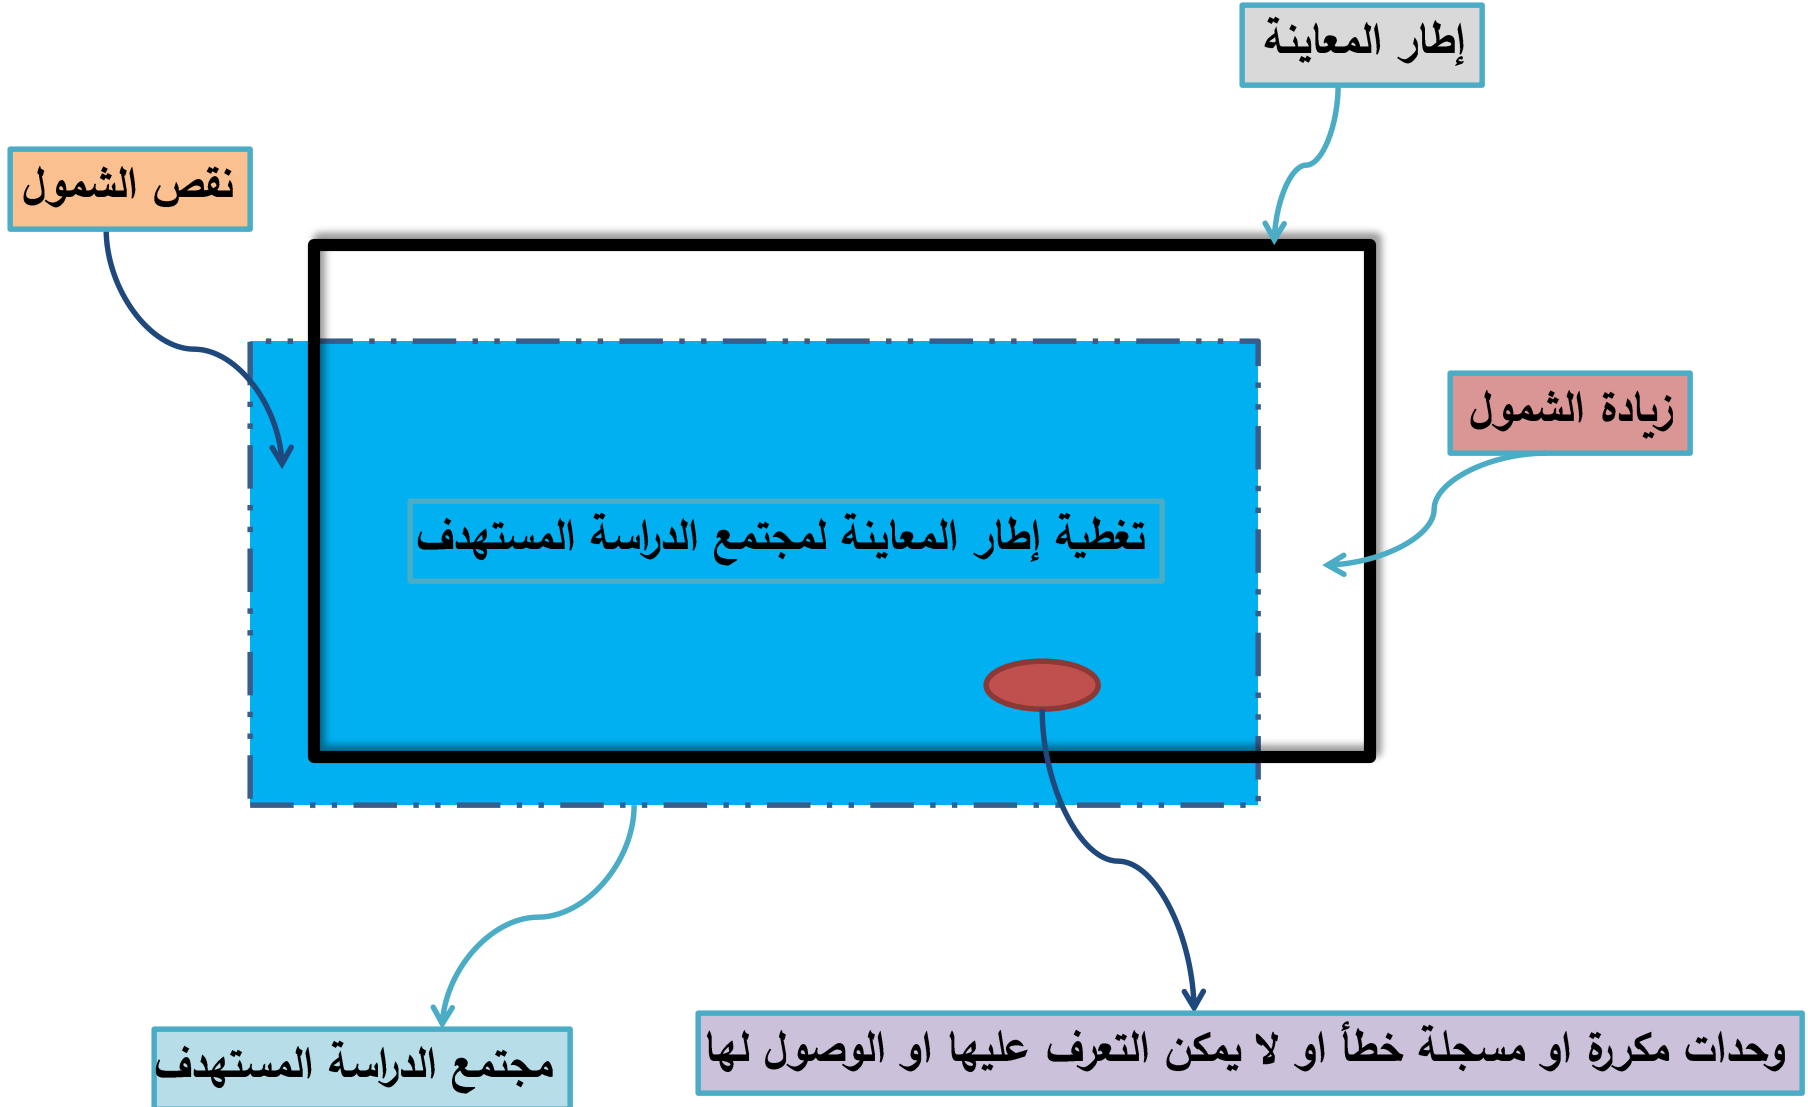 إطار المعاينة
نقص الشمول
زيادة الشمول
تغطية إطار المعاينة لمجتمع الدراسة المستهدف
وحدات مكررة او مسجلة خطأ او لا يمكن التعرف عليها او الوصول لها
مجتمع الدراسة المستهدف